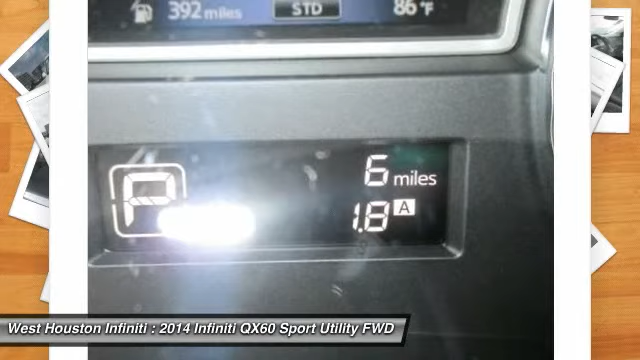 392 miles STD 86°F
P 6 miles
1.8 A
West Houston Infiniti : 2014 Infiniti QX60 Sport Utility FWD